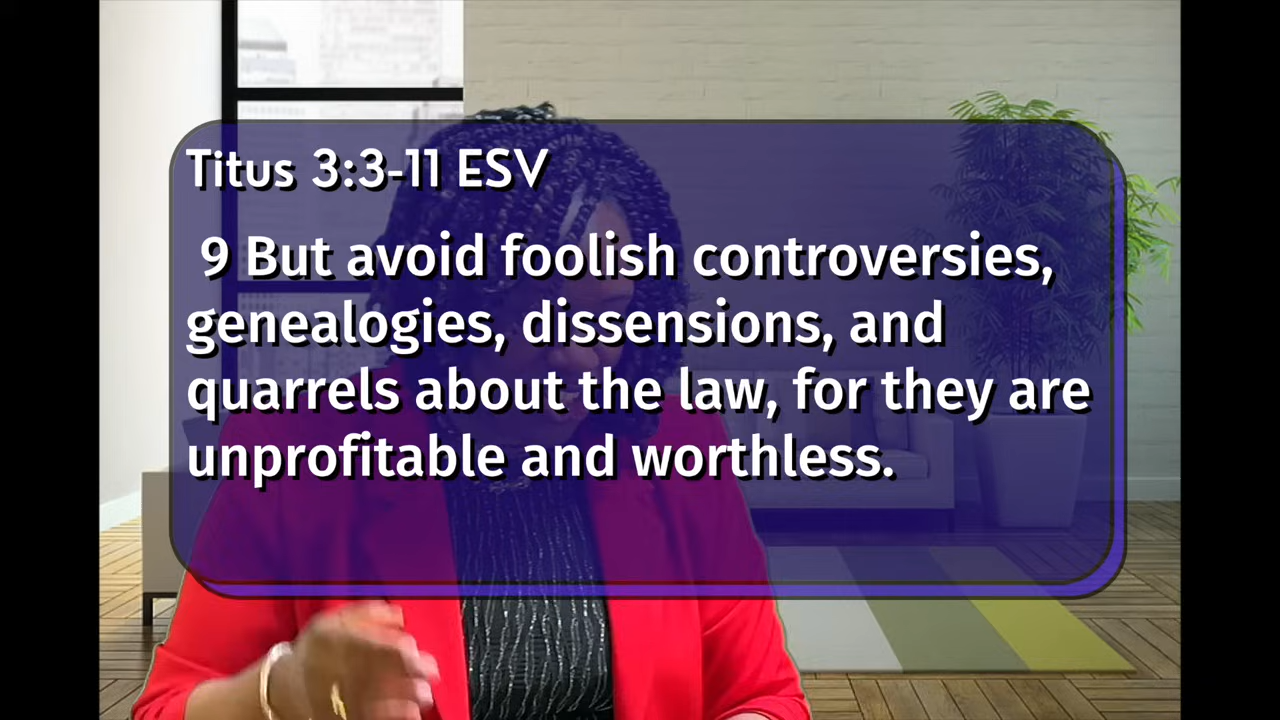 Titus 3:3-11 ESV
9 But avoid foolish controversies,
genealogies, dissensions, and
quarrels about the law, for they are
unprofitable and worthless.